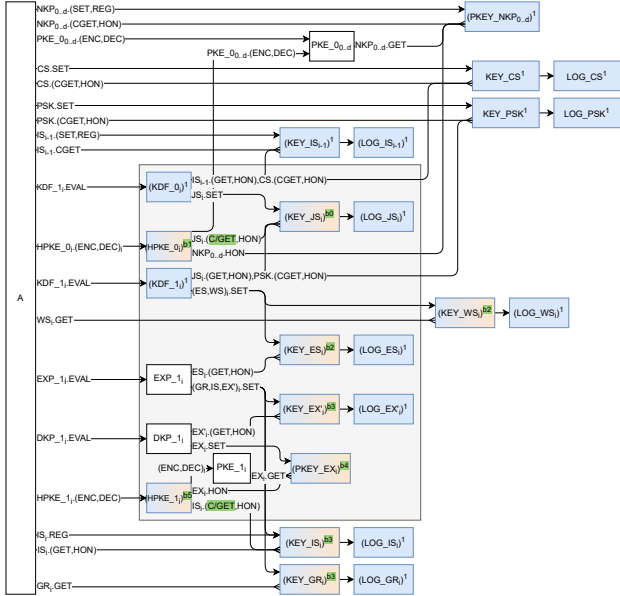 NKP0..d.(SET,REG)
(PKEY_NKP0..d)1
NKP0..d.(CGET,HON)
PKE_00..d.(ENC,DEC)
PKE_00..d
NKP0..d.GET
PKE_00..d.(ENC,DEC)
CS.SET
KEY_CS1
LOG_CS1
CS.(CGET,HON)
PSK.SET
KEY_PSK1
LOG_PSK1
PSK.(CGET,HON)
ISi-1.(SET,REG)
(KEY_ISi-1)1
(LOG_ISi-1)1
ISi-1.CGET
KDF_1i.EVAL
(KDF_0i)1
ISi-1.(GET,HON),CS.(CGET,HON)
JSi.SET
(KEY_JSi)b0
(LOG_JSi)1
HPKE_0i.(ENC,DEC)i
(HPKE_0i)b1
JSi.(C/GET,HON)
NKP0..d.HON
KDF_1i.EVAL
(KDF_1i)1
JSi.(GET,HON),PSK.(CGET,HON)
(ES,WS)i.SET
A
(KEY_WSi)b2
(LOG_WSi)1
WSi.GET
(KEY_ESi)b2
(LOG_ESi)1
EXP_1i.EVAL
EXP_1i
ESi.(GET,HON)
(GR,IS,EX')i.SET
(KEY_EX'i)b3
(LOG_EX'i)1
DKP_1i.EVAL
DKP_1i
EX'i.(GET,HON)
EXi.SET
(ENC,DEC)i
PKE_1i
EXi.GET
(PKEY_EXi)b4
HPKE_1i.(ENC,DEC)
(HPKE_1i)b5
EXi.HON
ISi.(C/GET,HON)
ISi.REG
(KEY_ISi)b3
(LOG_ISi)1
ISi.(GET,HON)
(KEY_GRi)b3
(LOG_GRi)1
GRi.GET